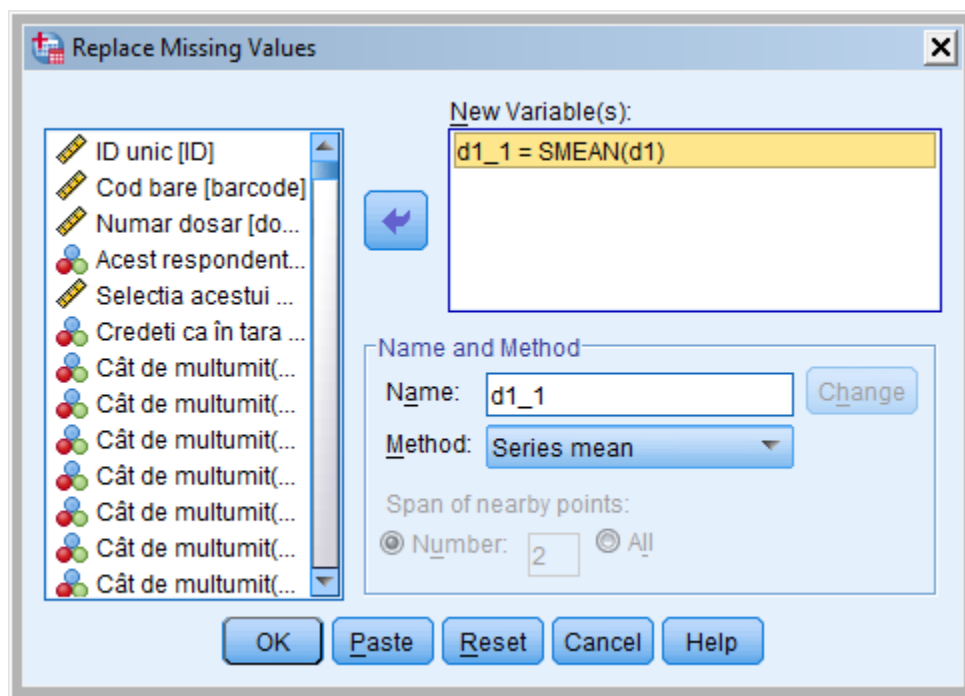 Replace Missing Values
ID unic [ID]
Cod bare [barcode]
Numar dosar [do...
Acest respondent...
Selectia acestui ...
Credeti ca în tara ...
Cât de multumit(...
Cât de multumit(...
Cât de multumit(...
Cât de multumit(...
Cât de multumit(...
Cât de multumit(...
Cât de multumit(...
New Variable(s):
d1_1 = SMEAN(d1)
Name and Method
Name: d1_1 Change
Method: Series mean
Span of nearby points:
Number: 2 All
OK Paste Reset Cancel Help